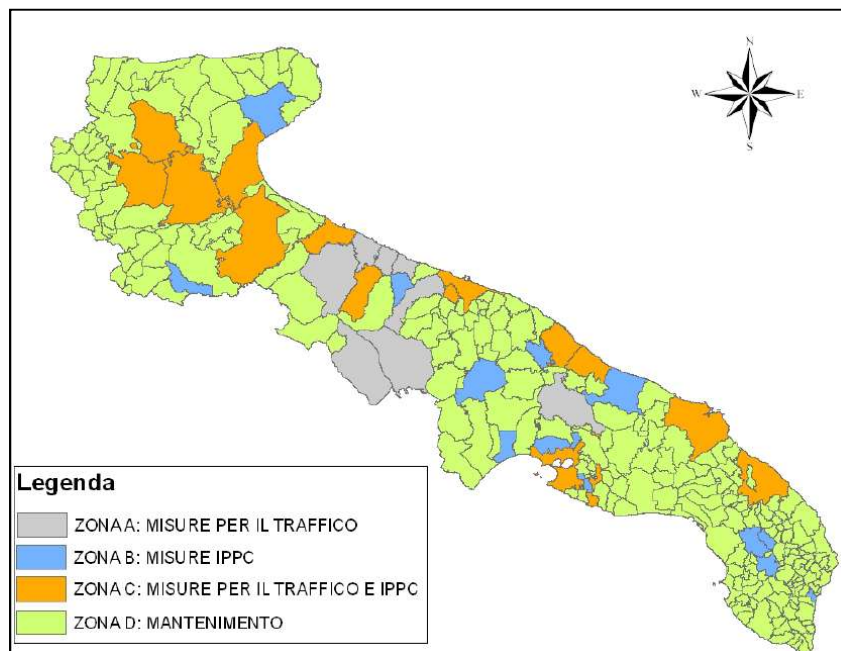 N
W E
S
Legenda
ZONA A: MISURE PER IL TRAFFICO
ZONA B: MISURE IPPC
ZONA C: MISURE PER IL TRAFFICO E IPPC
ZONA D: MANTENIMENTO